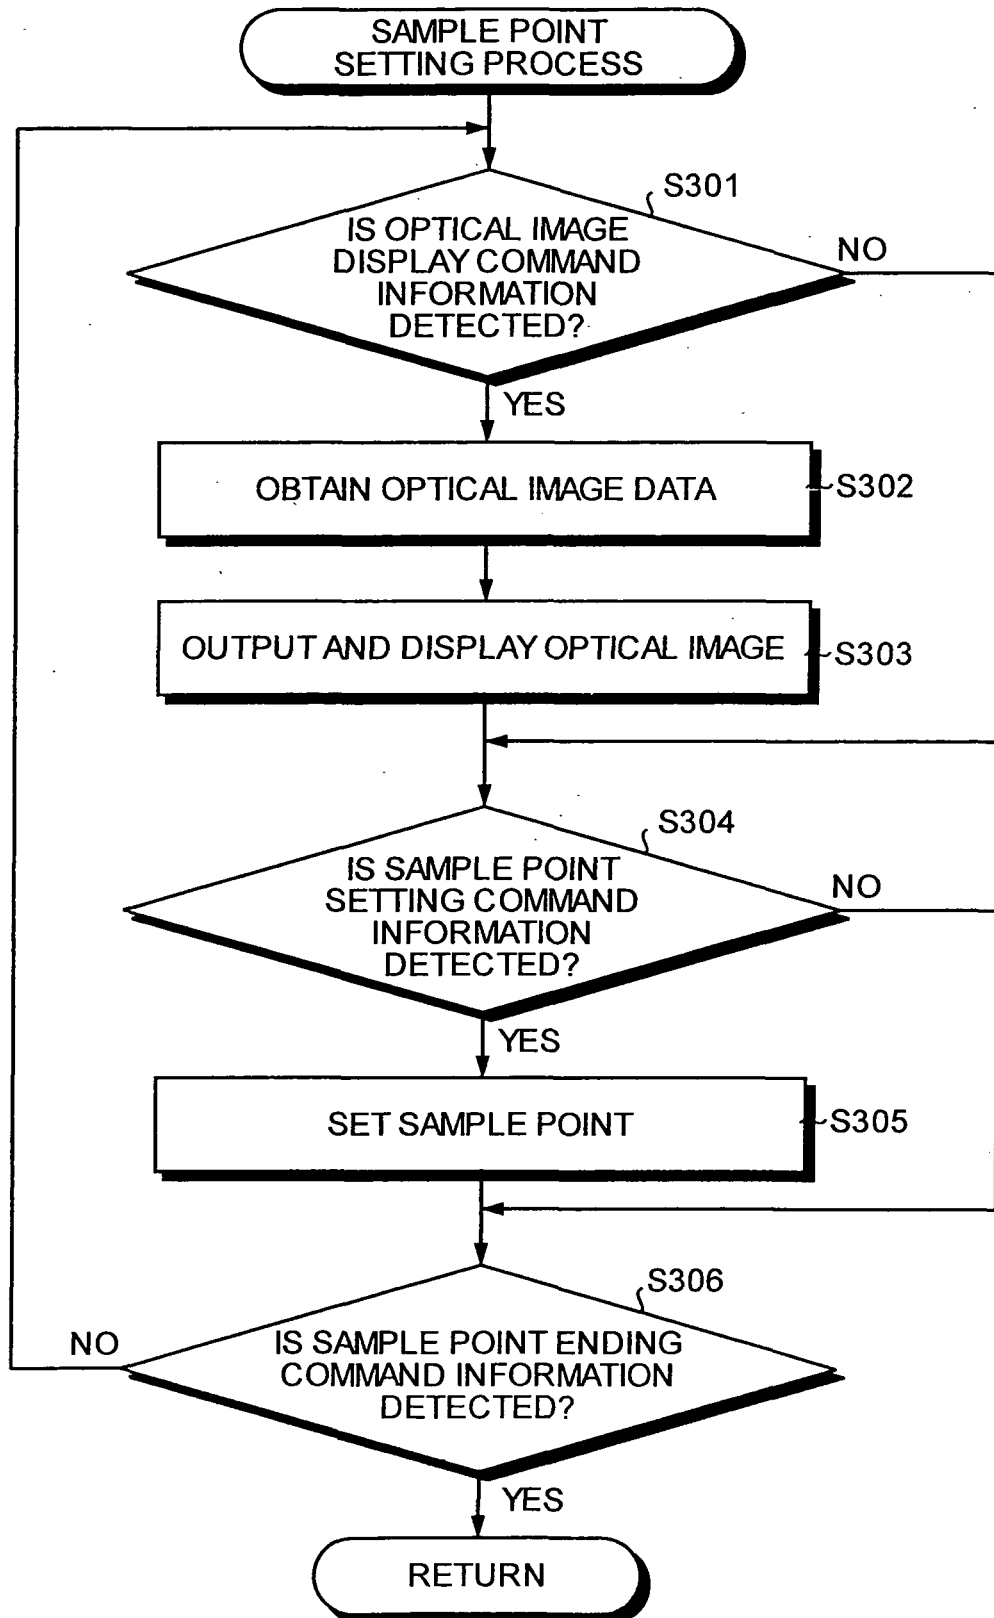 SAMPLE POINT
SETTING PROCESS
S301
IS OPTICAL IMAGE
DISPLAY COMMAND
INFORMATION
DETECTED?
NO
YES
OBTAIN OPTICAL IMAGE DATA
S302
OUTPUT AND DISPLAY OPTICAL IMAGE
S303
S304
IS SAMPLE POINT
SETTING COMMAND
INFORMATION
DETECTED?
NO
YES
SET SAMPLE POINT
S305
S306
NO
IS SAMPLE POINT ENDING
COMMAND INFORMATION
DETECTED?
YES
RETURN